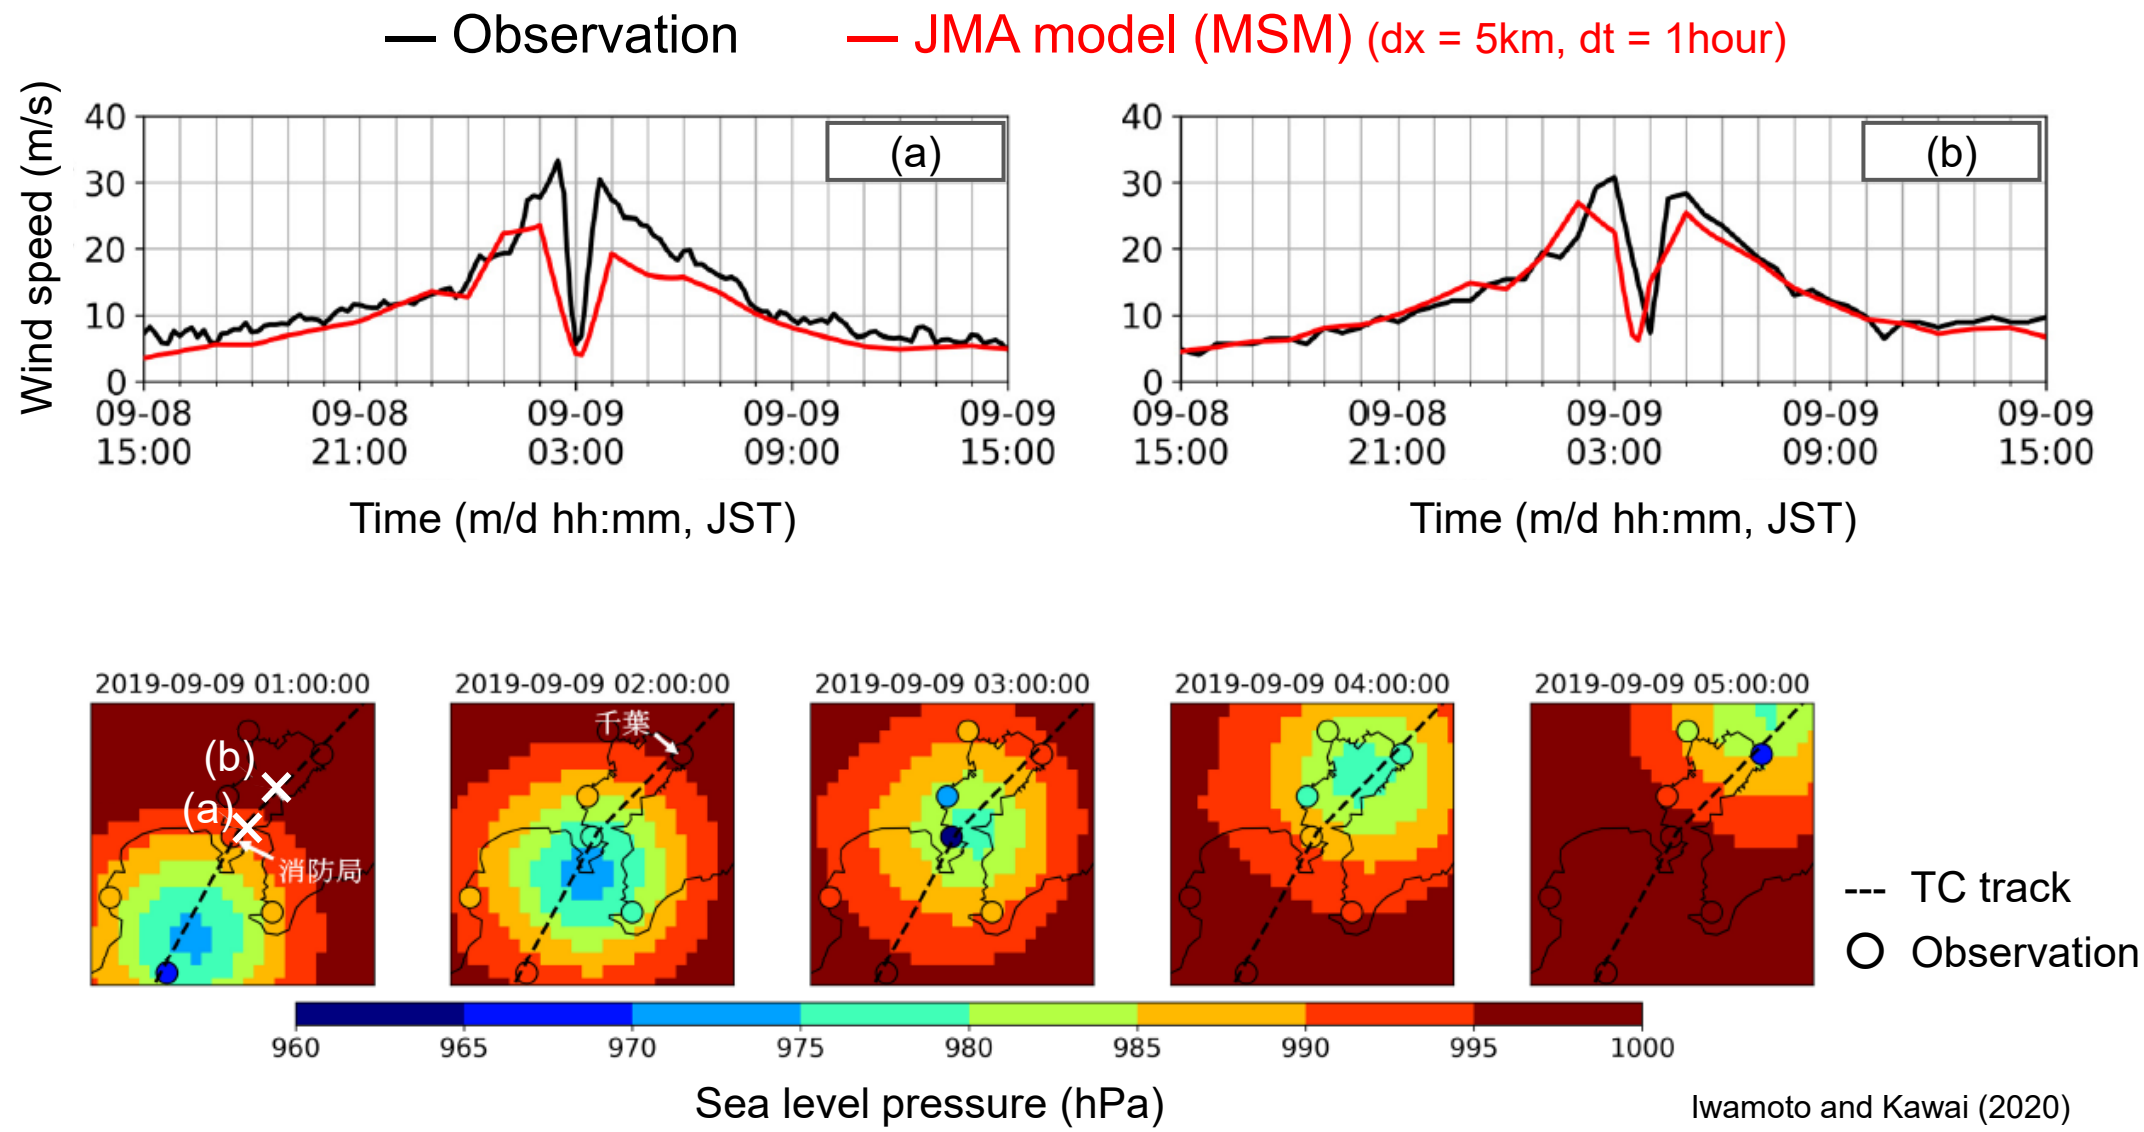 Observation JMA model (MSM) (dx = 5km, dt = 1hour)
Wind speed (m/s)
40
30
20
10
0
(a)
09-08 15:00
09-08 21:00
09-09 03:00
09-09 09:00
09-09 15:00
Time (m/d hh:mm, JST)
40
30
20
10
0
(b)
09-08 15:00
09-08 21:00
09-09 03:00
09-09 09:00
09-09 15:00
Time (m/d hh:mm, JST)
2019-09-09 01:00:00
(b)
(a)
消防局
2019-09-09 02:00:00
千葉
2019-09-09 03:00:00
2019-09-09 04:00:00
2019-09-09 05:00:00
--- TC track
Observation
960 965 970 975 980 985 990 995 1000
Sea level pressure (hPa)
Iwamoto and Kawai (2020)